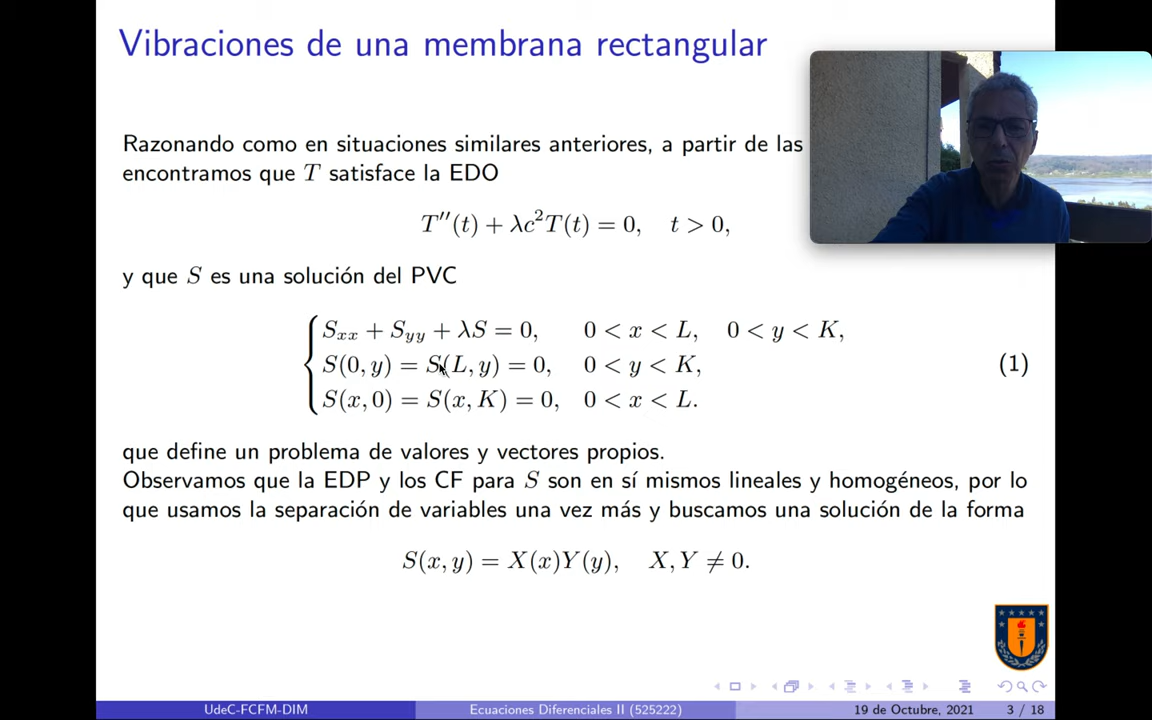 Vibraciones de una membrana rectangular
Razonando como en situaciones similares anteriores, a partir de las
encontramos que T satisface la EDO
T′′(t) + λc²T(t) = 0, t > 0,
y que S es una solución del PVC
S_{xx} + S_{yy} + λS = 0, 0 < x < L, 0 < y < K,
S(0, y) = S(L, y) = 0, 0 < y < K, (1)
S(x, 0) = S(x, K) = 0, 0 < x < L.
que define un problema de valores y vectores propios.
Observamos que la EDP y los CF para S son en sí mismos lineales y homogéneos, por lo
que usamos la separación de variables una vez más y buscamos una solución de la forma
S(x, y) = X(x)Y(y), X, Y ≠ 0.
UdeC-FCFM-DIM Ecuaciones Diferenciales II (525222) 19 de Octubre, 2021 3 / 18